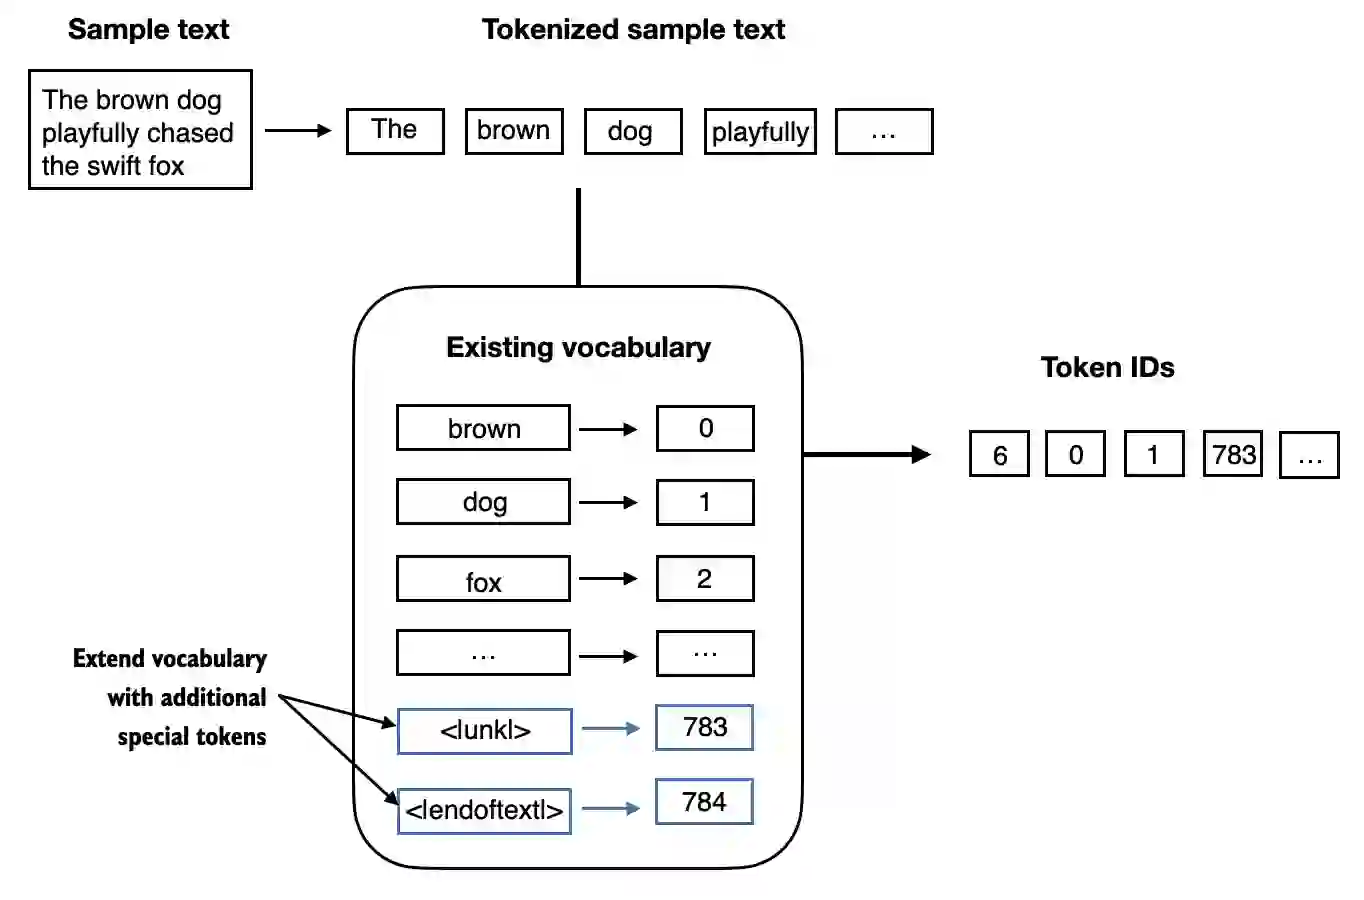 Sample text
Tokenized sample text
The brown dog
playfully chased
the swift fox
The
brown
dog
playfully
...
Existing vocabulary
brown
0
dog
1
fox
2
...
...
<|unk|>
783
<|endoftext|>
784
Extend vocabulary
with additional
special tokens
Token IDs
6
0
1
783
...